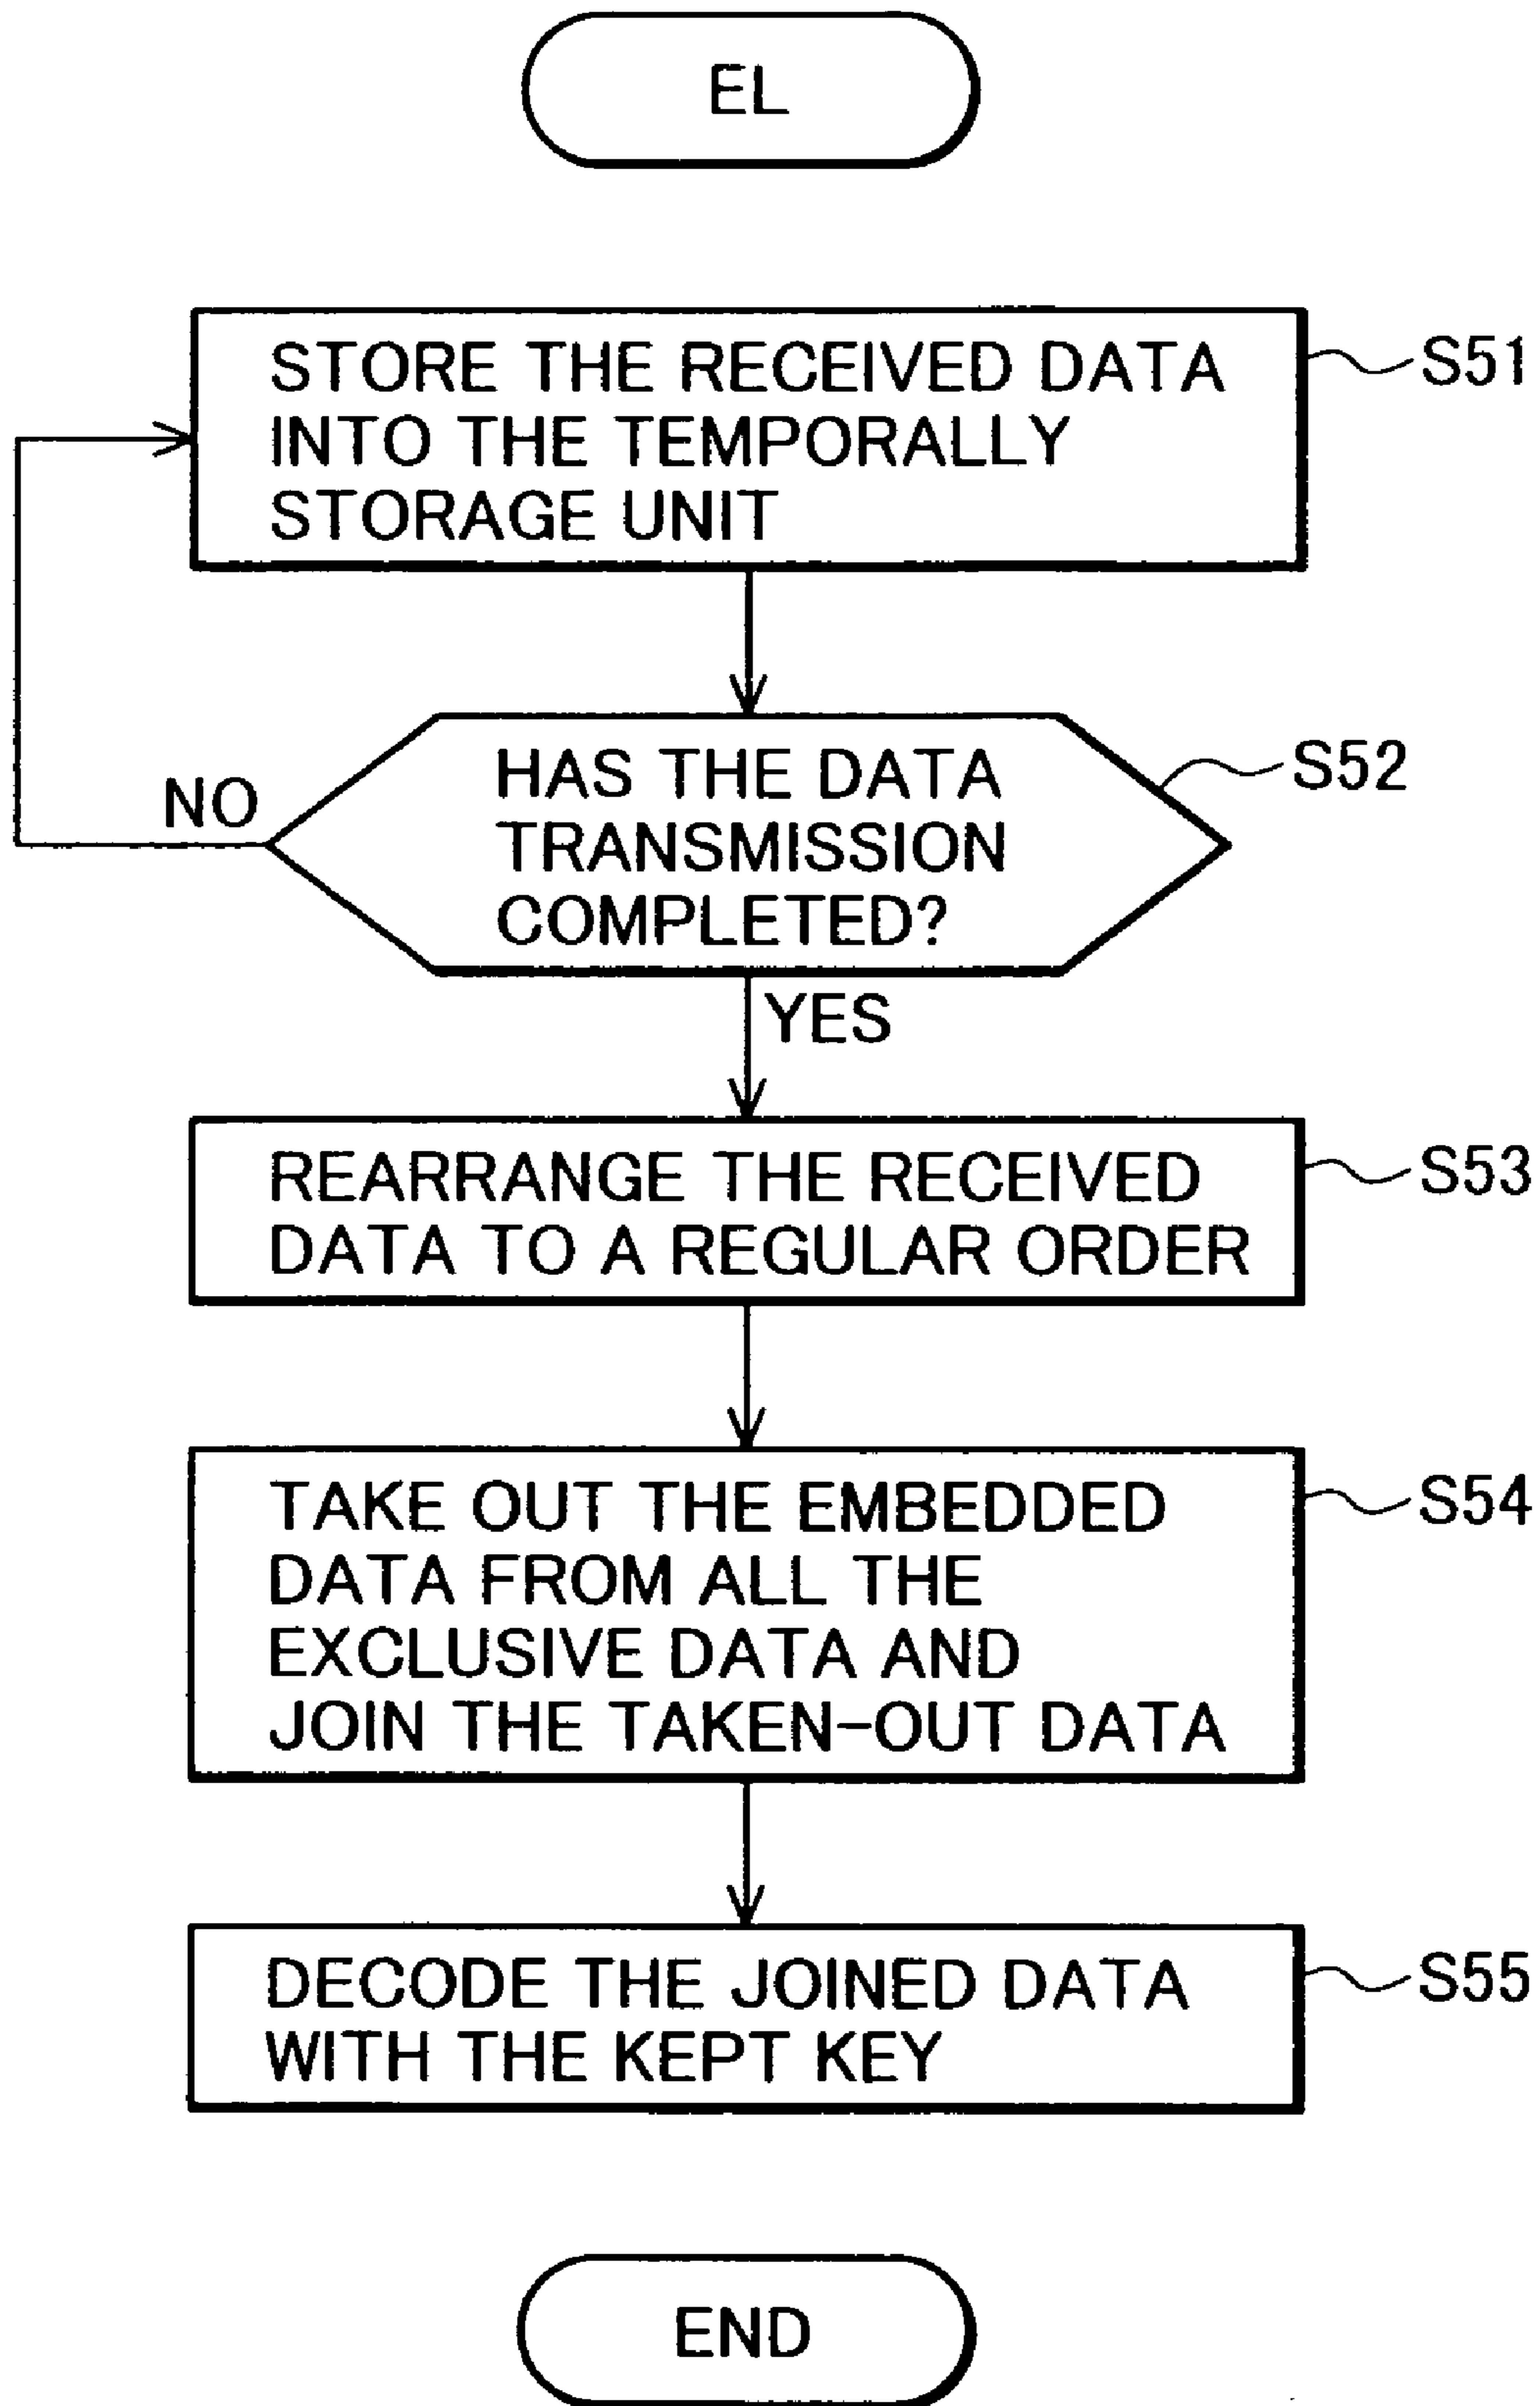 EL
STORE THE RECEIVED DATA
INTO THE TEMPORALLY
STORAGE UNIT
S51
HAS THE DATA
TRANSMISSION
COMPLETED?
S52
NO
YES
REARRANGE THE RECEIVED
DATA TO A REGULAR ORDER
S53
TAKE OUT THE EMBEDDED
DATA FROM ALL THE
EXCLUSIVE DATA AND
JOIN THE TAKEN-OUT DATA
S54
DECODE THE JOINED DATA
WITH THE KEPT KEY
S55
END